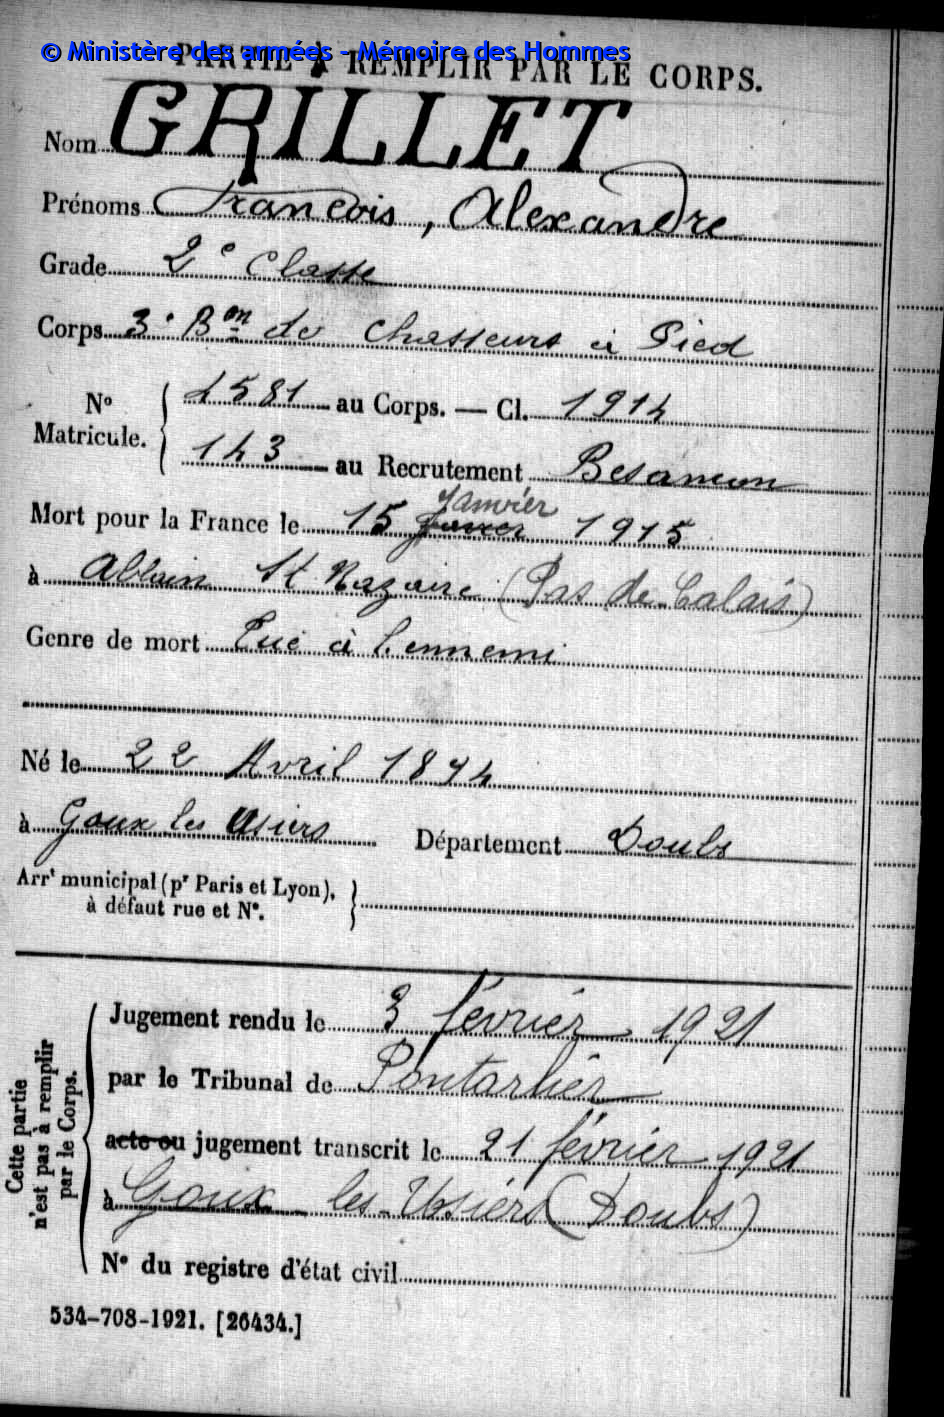 © Ministère des armées - Mémoire des Hommes
PARTIE À REMPLIR PAR LE CORPS.
Nom GRILLET
Prénoms François, Alexandre
Grade 2e Classe
Corps 3e Bon de Chasseurs à Pied
No Matricule. 4581 au Corps. — Cl. 1914
143 au Recrutement Besançon
Mort pour la France le 15 janvier 1915
à Ablain St Nazaire (Pas de Calais)
Genre de mort Tué à l'ennemi
Né le 22 Avril 1894
à Goux les Usiers Département Doubs
Arrt municipal (pr Paris et Lyon), à défaut rue et No.
Cette partie n'est pas à remplir par le Corps.
Jugement rendu le 3 février 1921
par le Tribunal de Pontarlier
acte ou jugement transcrit le 21 février 1921
à Goux-les-Usiers (Doubs)
No du registre d'état civil
534-708-1921. [26434.]